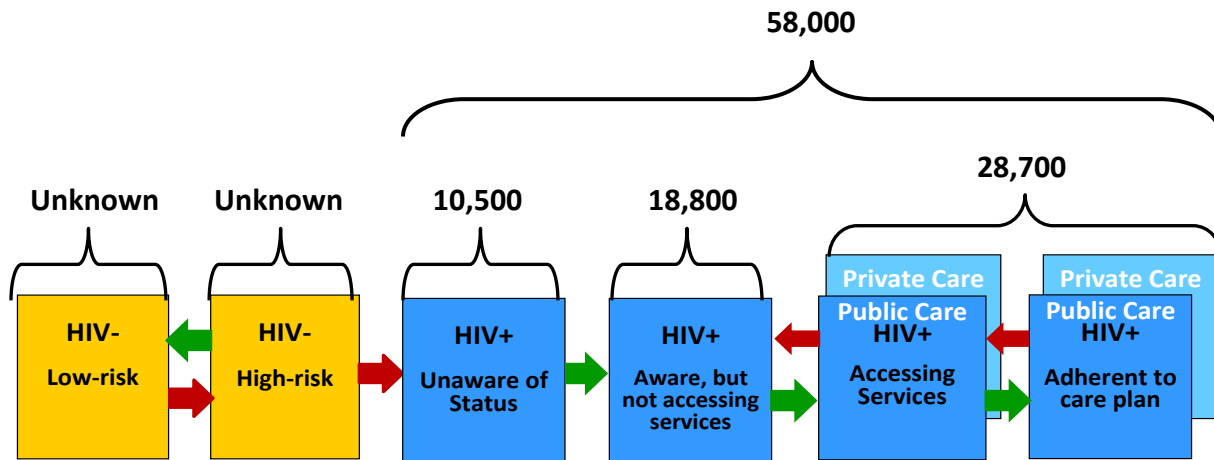 58,000
28,700
Unknown
Unknown
10,500
18,800
Private Care
Private Care
Public Care
Public Care
HIV-
Low-risk
HIV-
High-risk
HIV+
Unaware of
Status
HIV+
Aware, but
not accessing
services
HIV+
Accessing
Services
HIV+
Adherent to
care plan